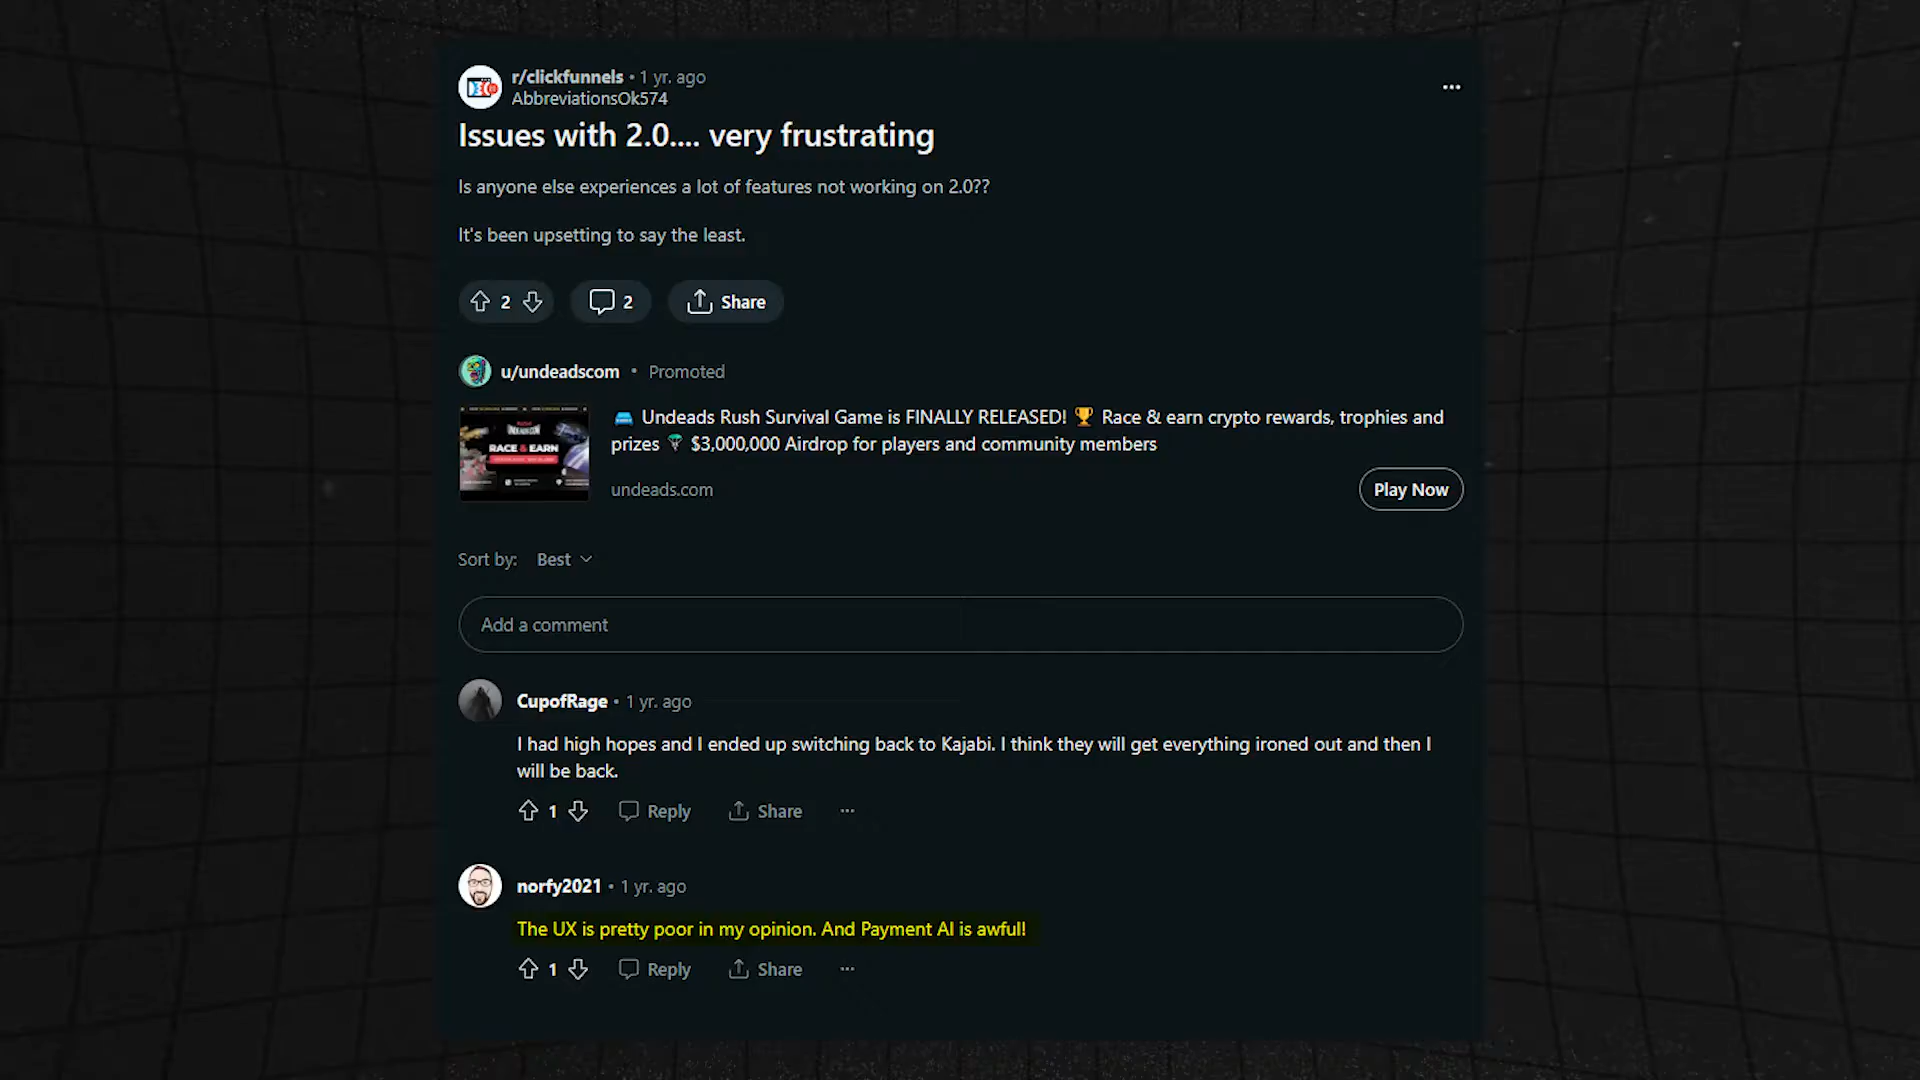 r/clickfunnels • 1 yr. ago
AbbreviationsOk574
Issues with 2.0.... very frustrating
Is anyone else experiences a lot of features not working on 2.0??
It's been upsetting to say the least.
2
2
Share
u/undeadscom • Promoted
RACE & EARN
🚘 Undeads Rush Survival Game is FINALLY RELEASED! 🏆 Race & earn crypto rewards, trophies and
prizes 🪂 $3,000,000 Airdrop for players and community members
undeads.com
Play Now
Sort by: Best
Add a comment
CupofRage • 1 yr. ago
I had high hopes and I ended up switching back to Kajabi. I think they will get everything ironed out and then I
will be back.
1 Reply Share
norfy2021 • 1 yr. ago
The UX is pretty poor in my opinion. And Payment AI is awful!
1 Reply Share